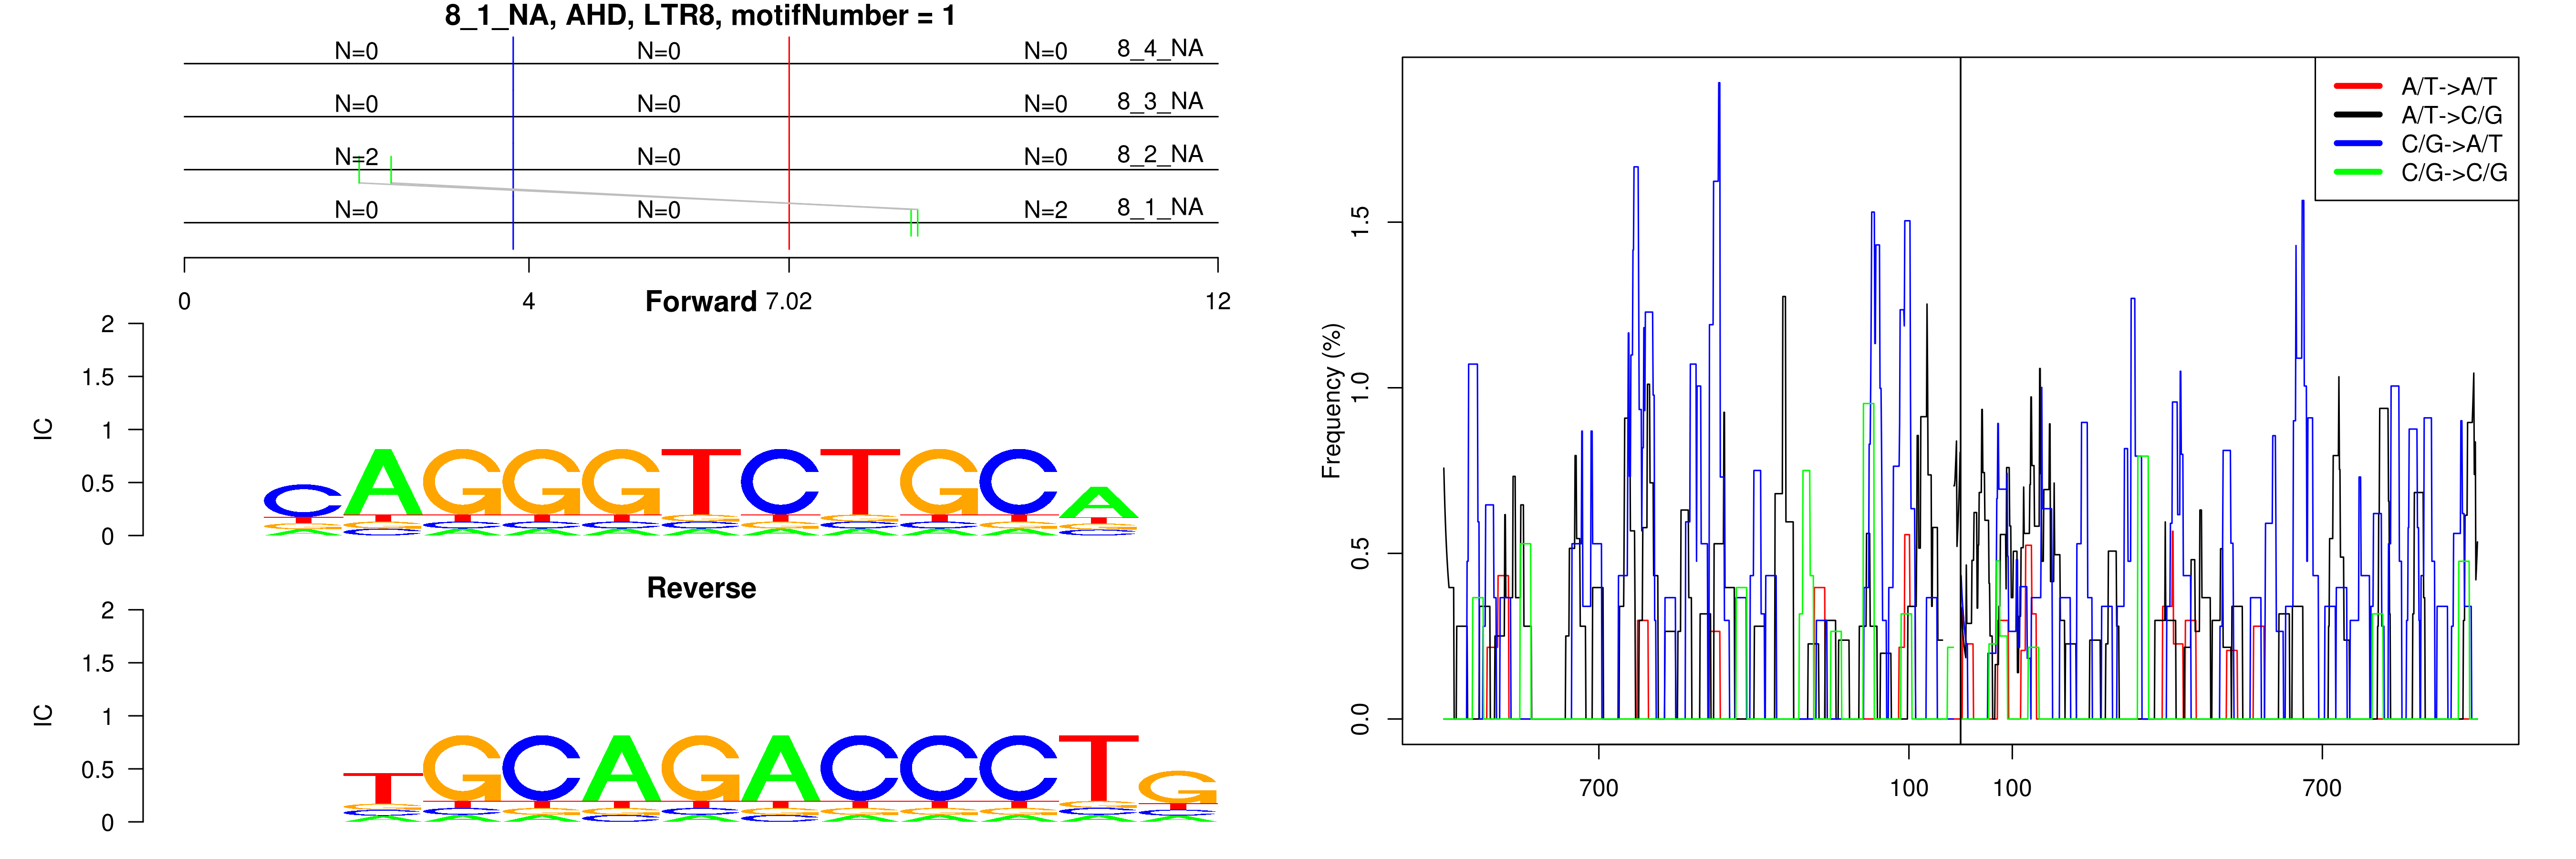 8_1_NA, AHD, LTR8, motifNumber = 1
N=0 N=0 N=0 8_4_NA
N=0 N=0 N=0 8_3_NA
N=2 N=0 N=0 8_2_NA
N=0 N=0 N=2 8_1_NA
0 4 7.02 12
Forward
2
1.5
1
0.5
0
IC
CAGGGTCTGCA
Reverse
2
1.5
1
0.5
0
IC
TGCAGACCCTG
A/T->A/T
A/T->C/G
C/G->A/T
C/G->C/G
Frequency (%)
1.5
1.0
0.5
0.0
700 100 100 700